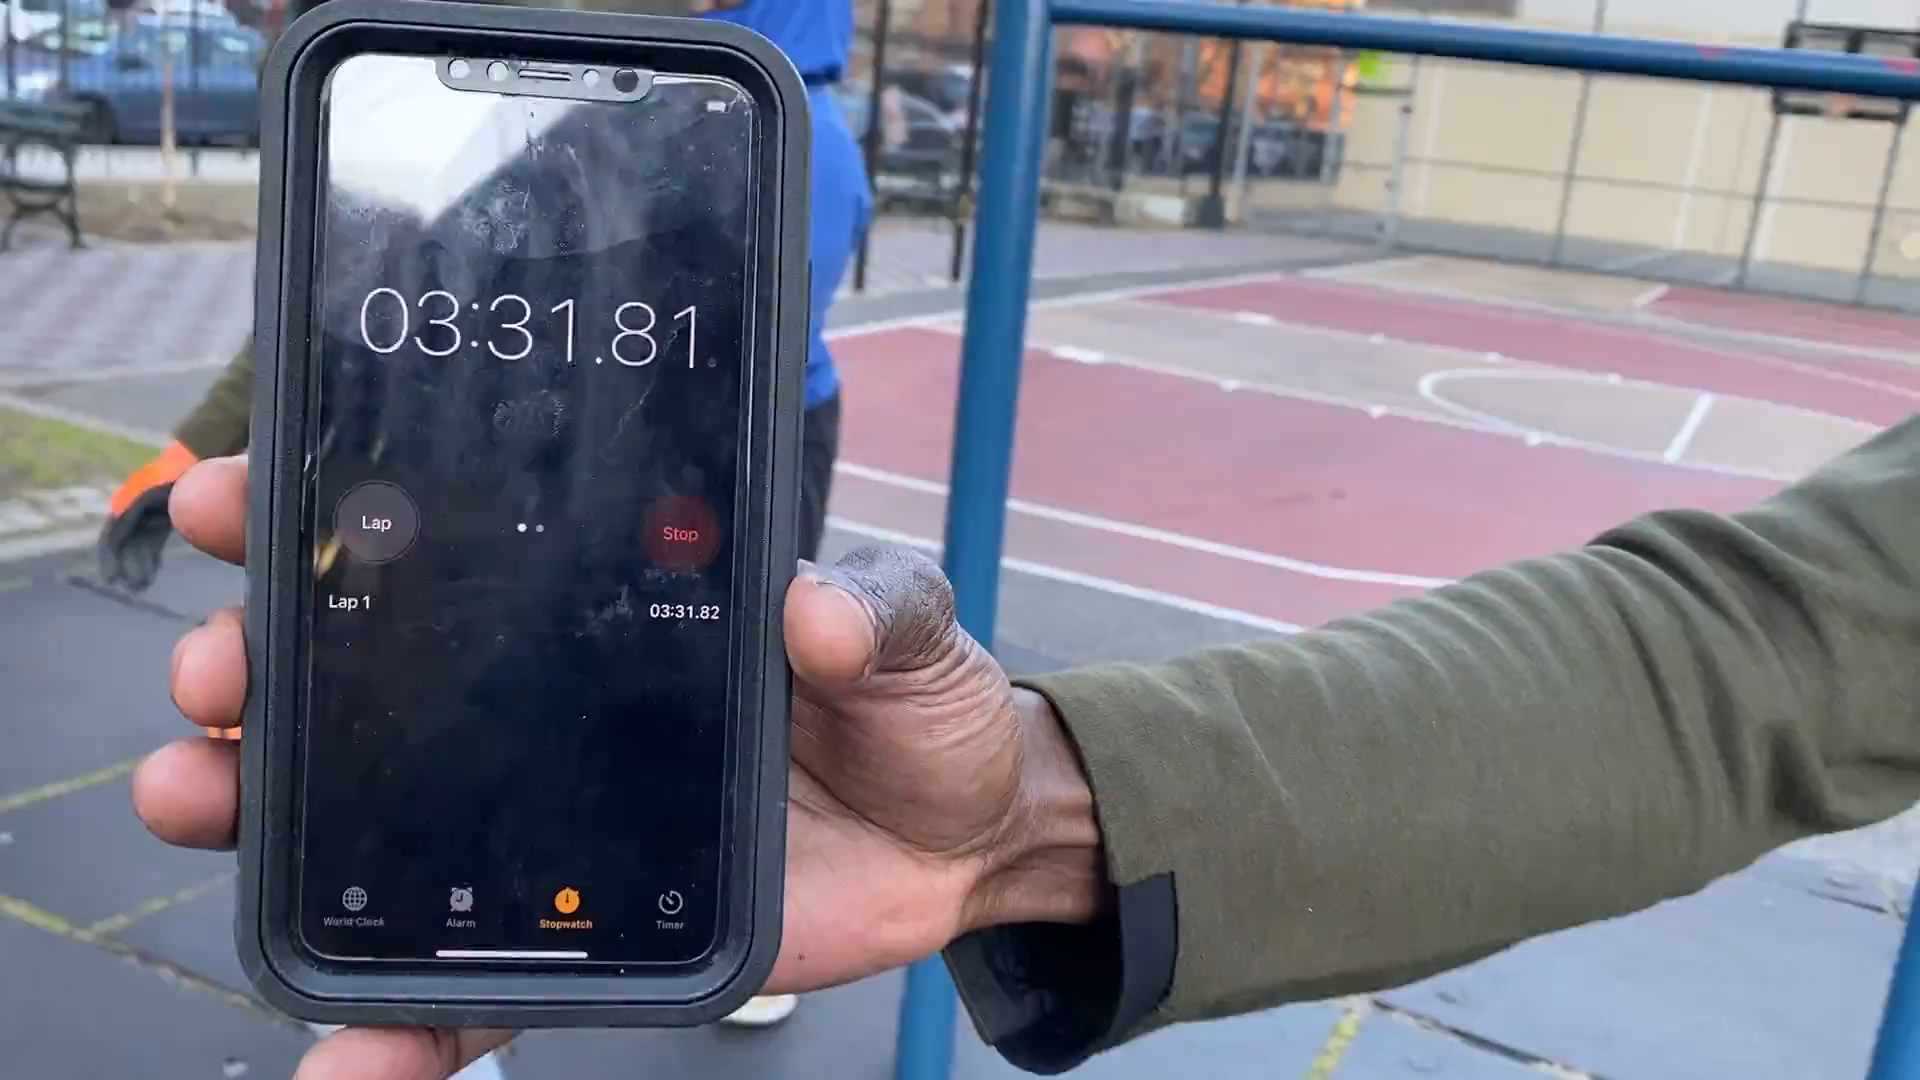 03:31.81
Lap
Stop
Lap 1
03:31.82
World Clock
Alarm
Stopwatch
Timer